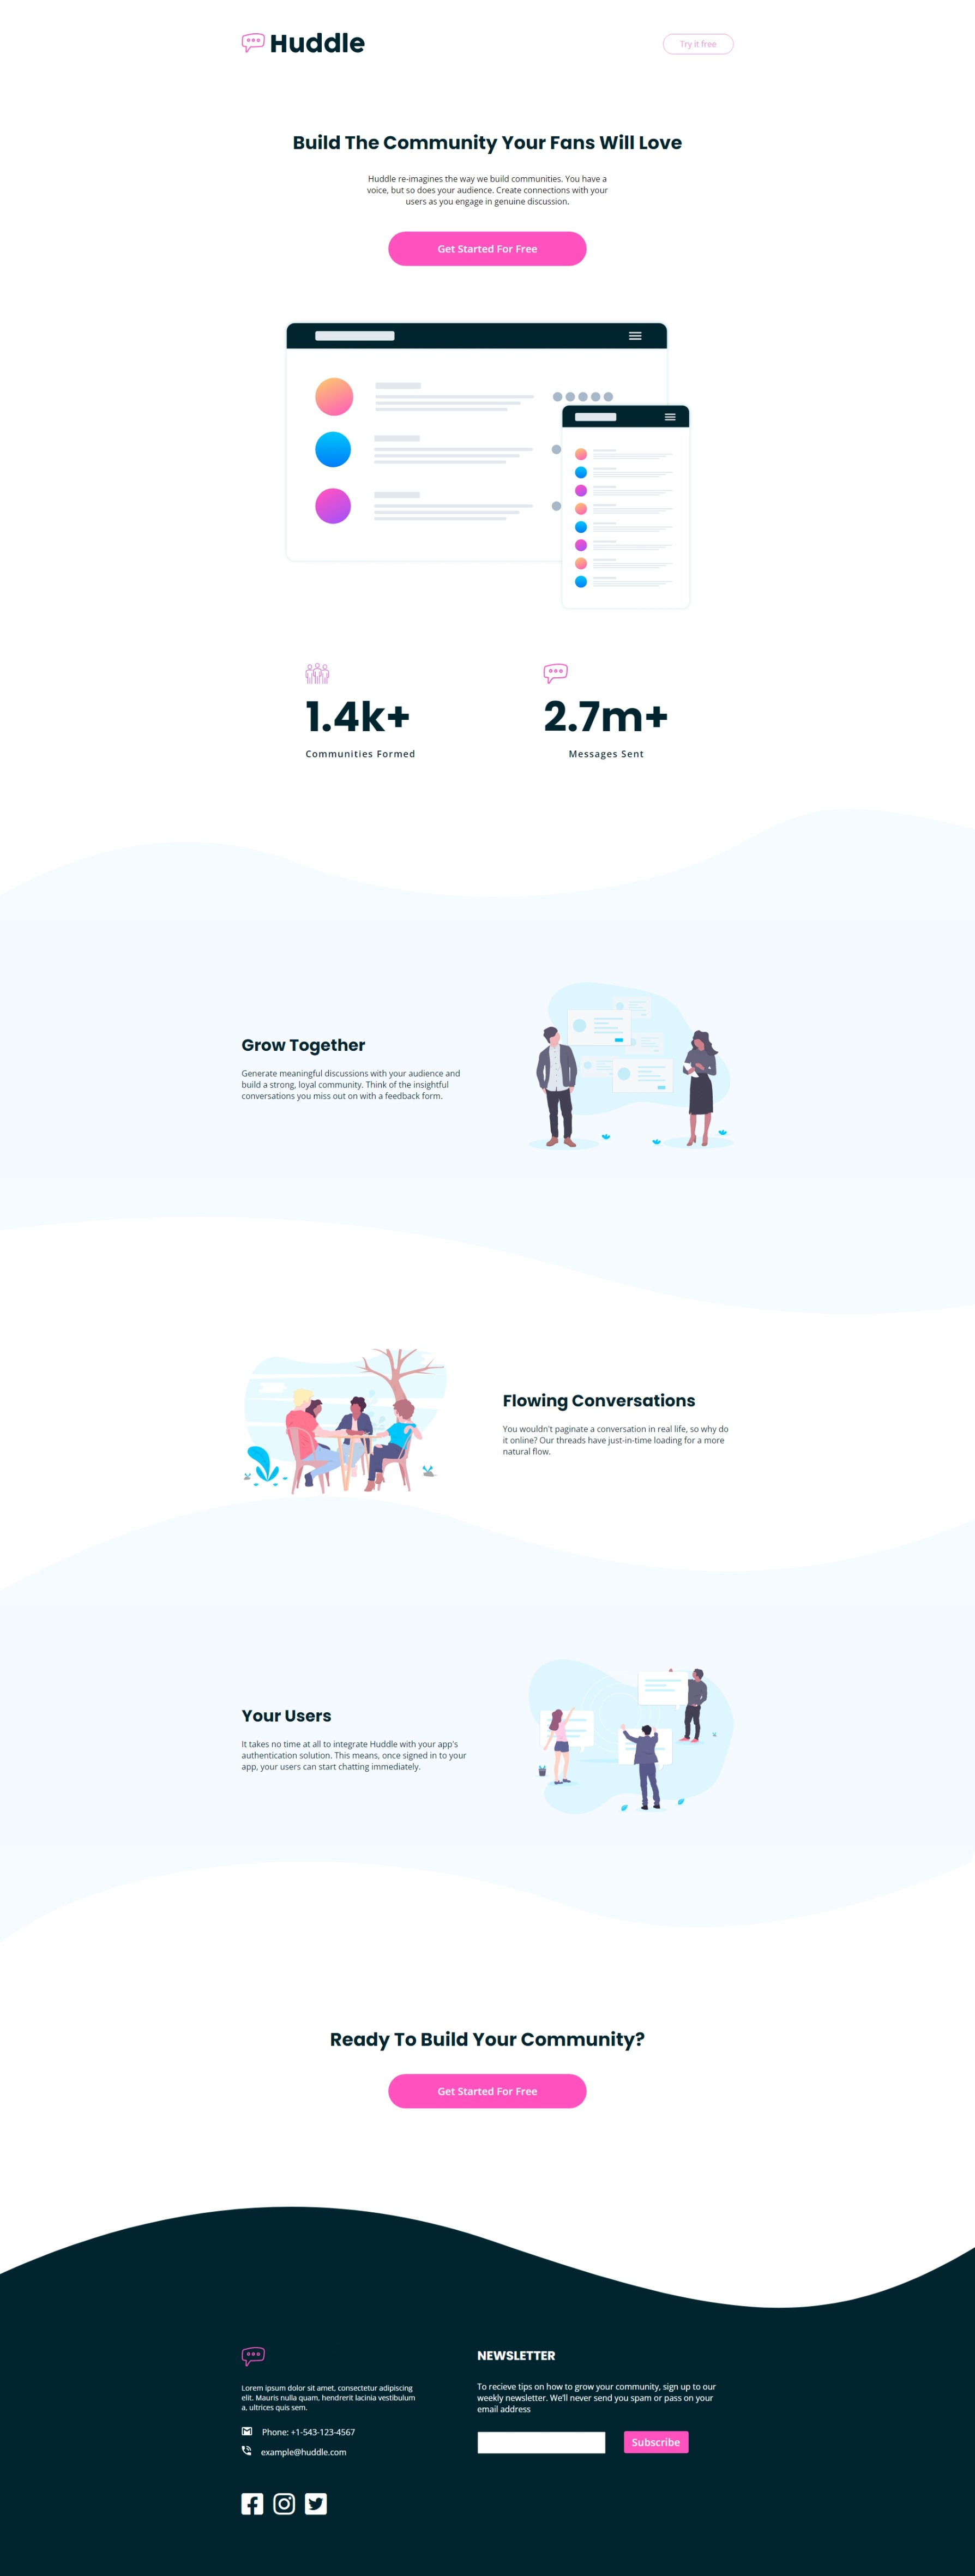 Huddle
Try it free
Build The Community Your Fans Will Love
Huddle re-imagines the way we build communities. You have a
voice, but so does your audience. Create connections with your
users as you engage in genuine discussion.
Get Started For Free
1.4k+
Communities Formed
2.7m+
Messages Sent
Grow Together
Generate meaningful discussions with your audience and
build a strong, loyal community. Think of the insightful
conversations you miss out on with a feedback form.
Flowing Conversations
You wouldn't paginate a conversation in real life, so why do
it online? Our threads have just-in-time loading for a more
natural flow.
Your Users
It takes no time at all to integrate Huddle with your app's
authentication solution. This means, once signed in to your
app, your users can start chatting immediately.
Ready To Build Your Community?
Get Started For Free
Lorem ipsum dolor sit amet, consectetur adipiscing
elit. Mauris nulla quam, hendrerit lacinia vestibulum
a, ultrices quis sem.
Phone: +1-543-123-4567
example@huddle.com
NEWSLETTER
To recieve tips on how to grow your community, sign up to our
weekly newsletter. We'll never send you spam or pass on your
email address
Subscribe